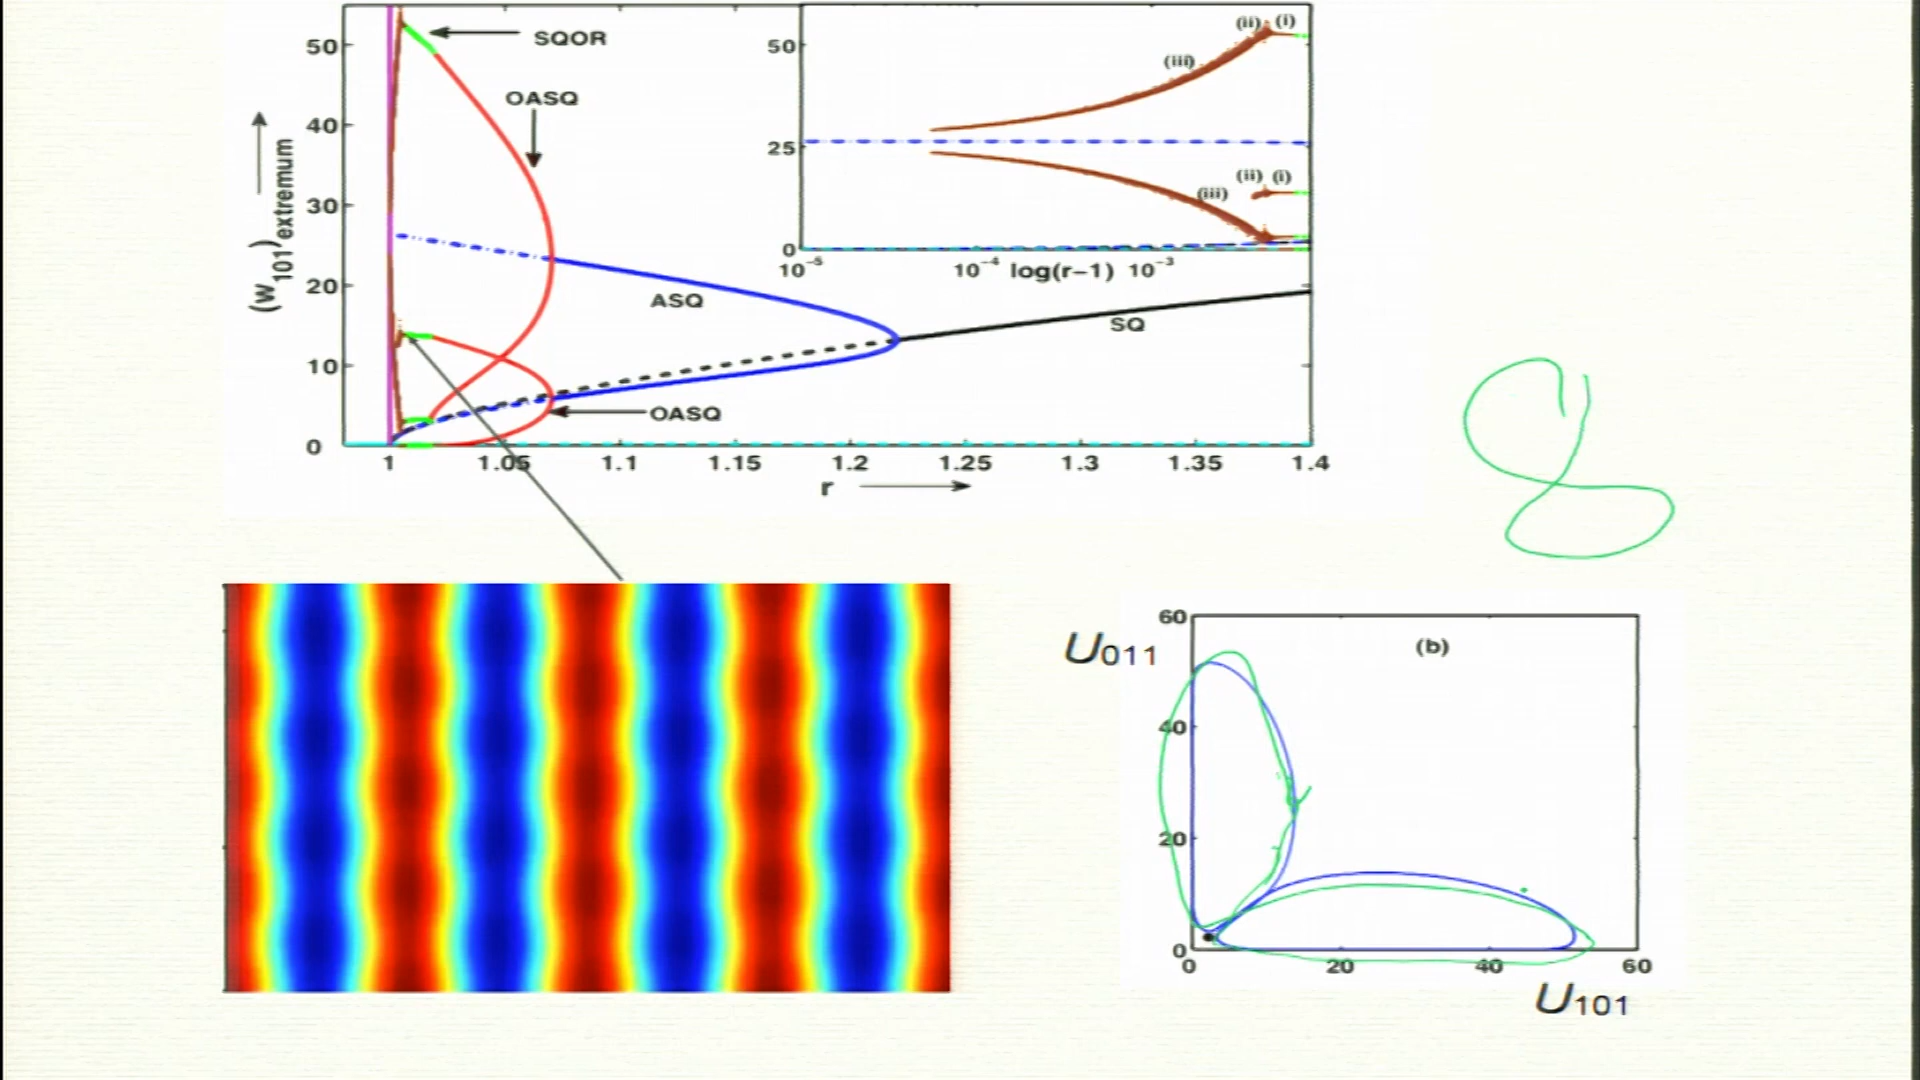 50
40
30
20
10
0
(w101)extremum
SQOR
OASQ
ASQ
SQ
OASQ
1 1.05 1.1 1.15 1.2 1.25 1.3 1.35 1.4
r
50
25
0
(ii) (i)
(iii)
(ii) (i)
(iii)
10−5 10−4 log(r−1) 10−3
U011
60
40
20
0
(b)
0 20 40 60
U101